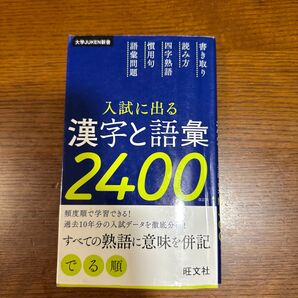 大学JUKEN新書
書き取り
読み方
四字熟語
慣用句
語彙問題
入試に出る
漢字と語彙
2400
頻度順で学習できる!
過去10年分の入試データを徹底分析!
すべての熟語に意味を併記
でる順
旺文社